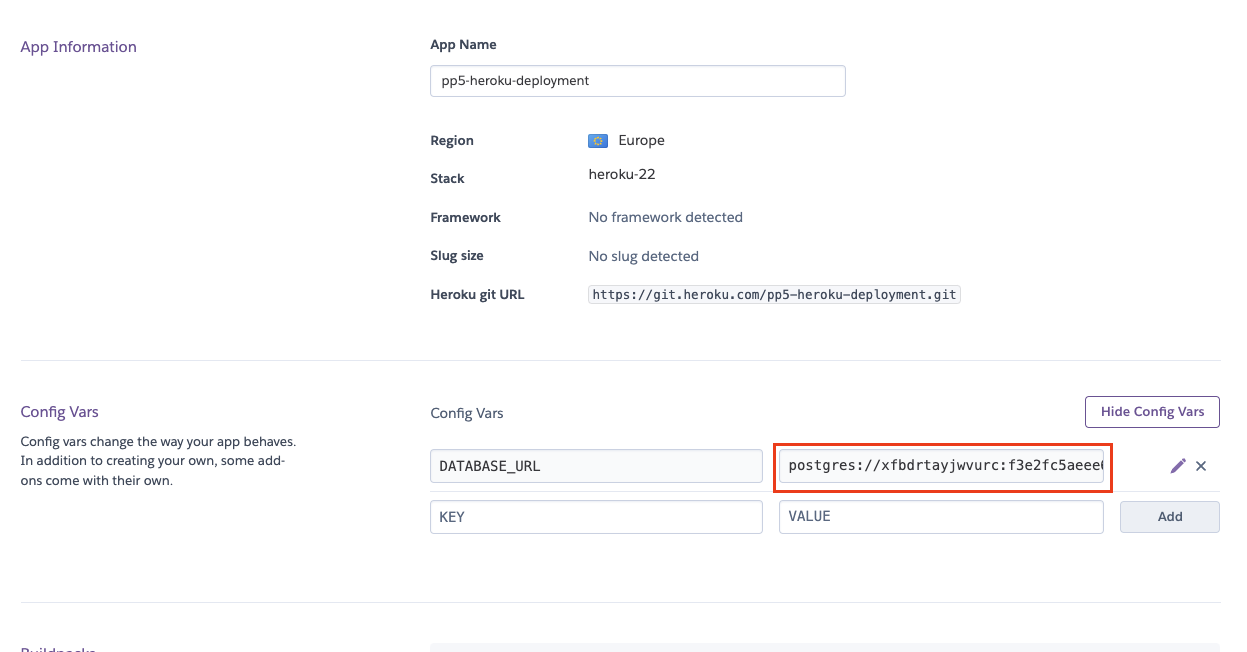 App Information
App Name
pp5-heroku-deployment
Region
Europe
Stack
heroku-22
Framework
No framework detected
Slug size
No slug detected
Heroku git URL
https://git.heroku.com/pp5-heroku-deployment.git
Config Vars
Config vars change the way your app behaves.
In addition to creating your own, some add-
ons come with their own.
Config Vars
Hide Config Vars
DATABASE_URL
postgres://xfbdrtayjwvurc:f3e2fc5aeee
KEY
VALUE
Add
Buildpacks